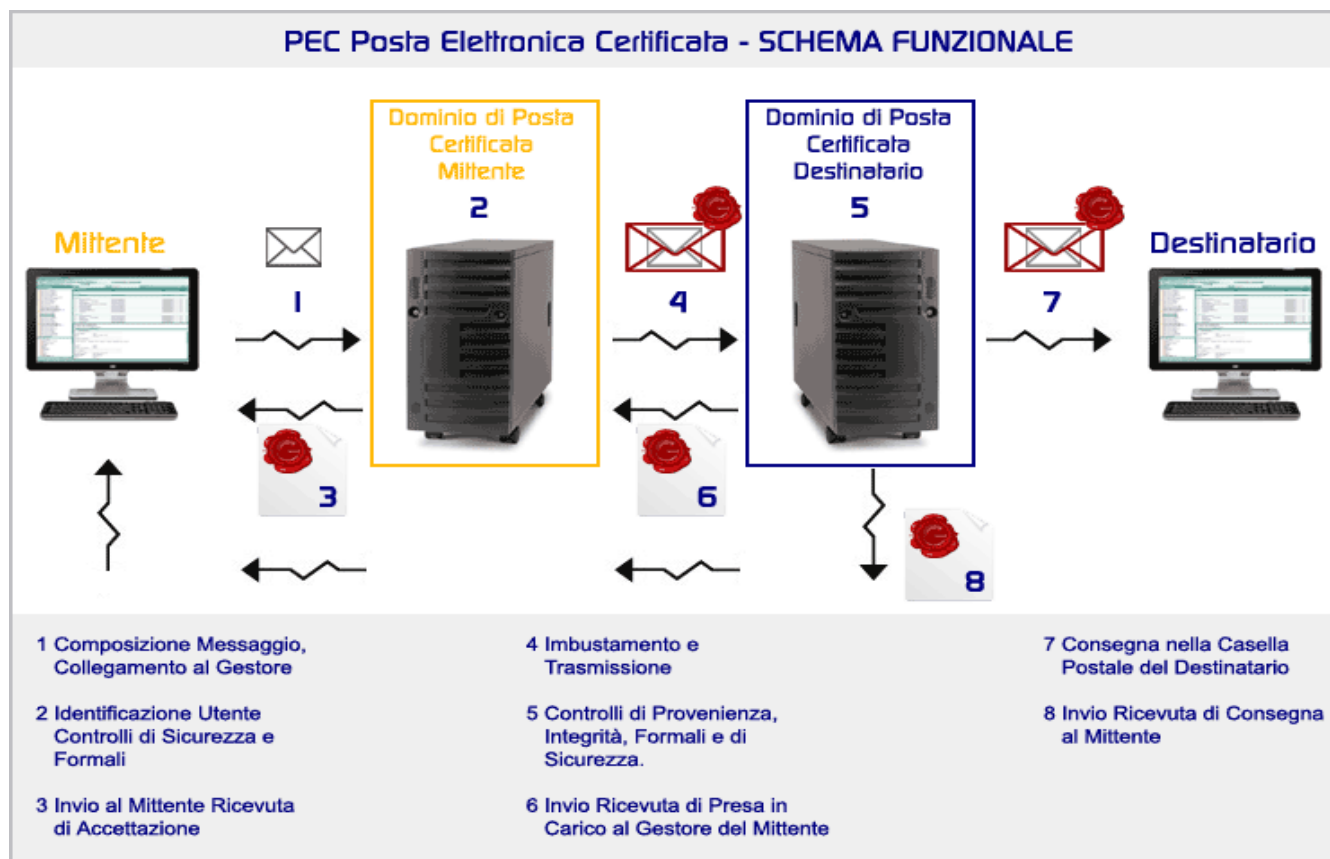 PEC Posta Elettronica Certificata - SCHEMA FUNZIONALE
Dominio di Posta
Certificata
Mittente
2
Dominio di Posta
Certificata
Destinatario
5
Mittente
Destinatario
1
4
7
3
6
8
1 Composizione Messaggio,
Collegamento al Gestore
2 Identificazione Utente
Controlli di Sicurezza e
Formali
3 Invio al Mittente Ricevuta
di Accettazione
4 Imbustamento e
Trasmissione
5 Controlli di Provenienza,
Integrità, Formali e di
Sicurezza.
6 Invio Ricevuta di Presa in
Carico al Gestore del Mittente
7 Consegna nella Casella
Postale del Destinatario
8 Invio Ricevuta di Consegna
al Mittente